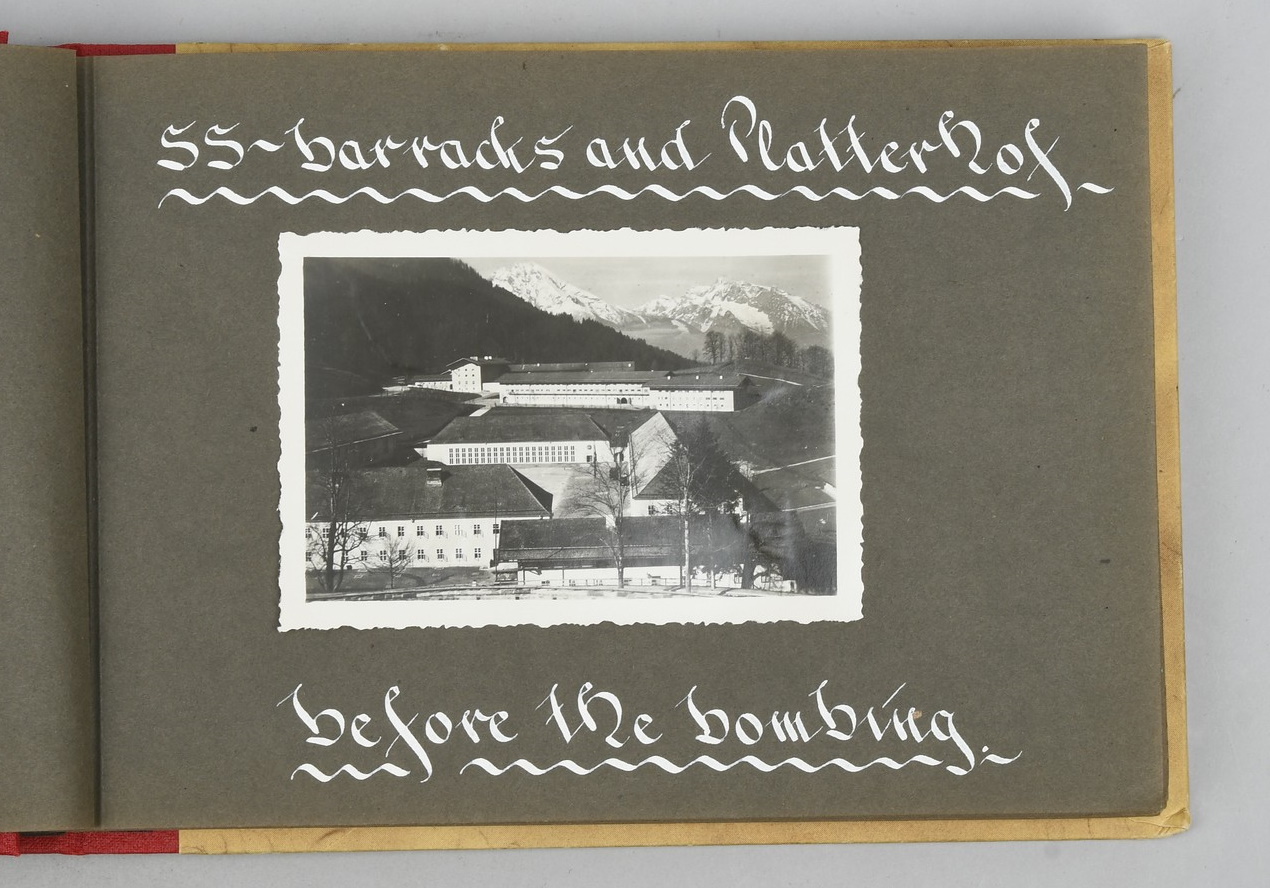 SS-barracks and Platterhof.
before the bombing.